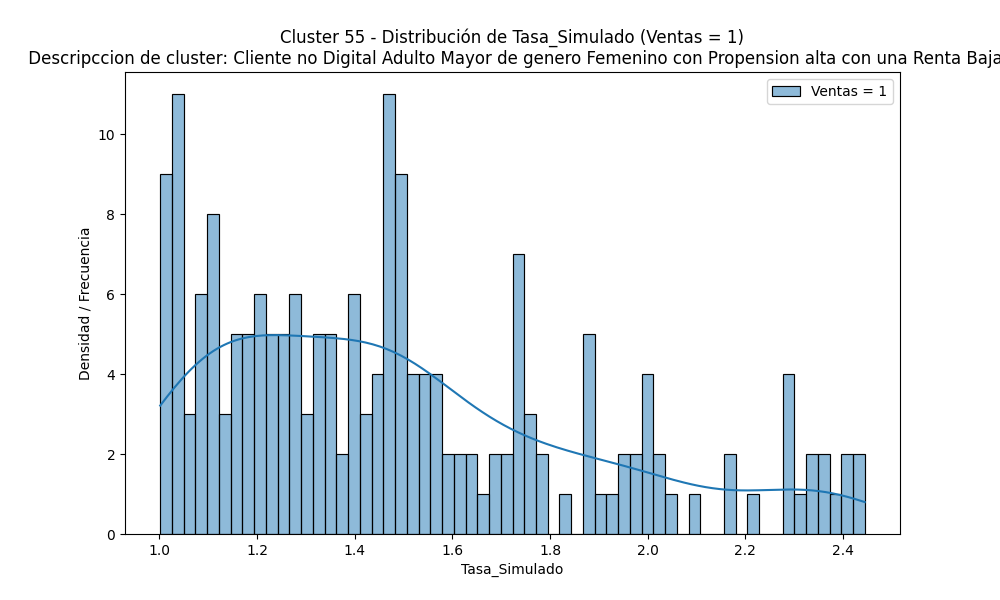 Cluster 55 - Distribución de Tasa_Simulado (Ventas = 1)
Descripccion de cluster: Cliente no Digital Adulto Mayor de genero Femenino con Propension alta con una Renta Baja
Ventas = 1
Densidad / Frecuencia
10
8
6
4
2
0
1.0 1.2 1.4 1.6 1.8 2.0 2.2 2.4
Tasa_Simulado